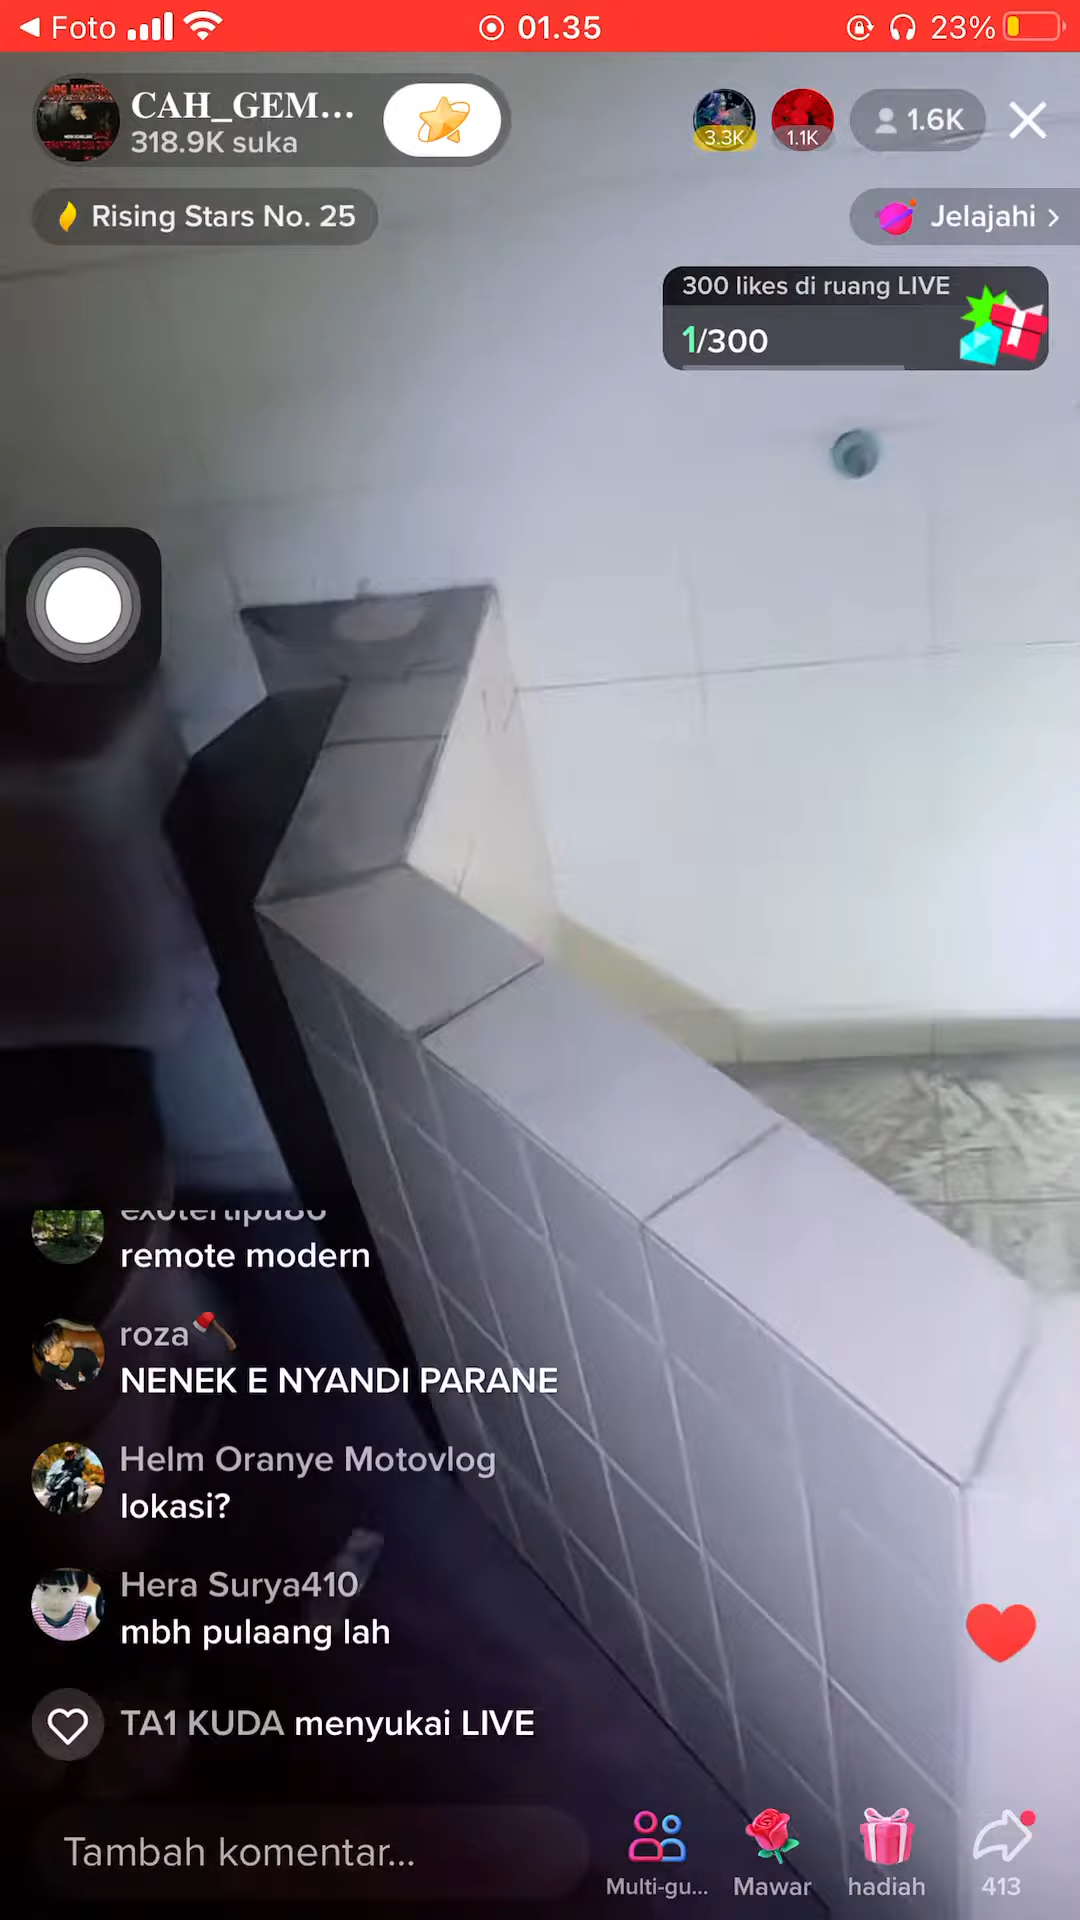 Foto
01.35
23%
CAH_GEM...
318.9K suka
3.3K
1.1K
1.6K
Rising Stars No. 25
Jelajahi
300 likes di ruang LIVE
1/300
remote modern
roza
NENEK E NYANDI PARANE
Helm Oranye Motovlog
lokasi?
Hera Surya410
mbh pulaang lah
TA1 KUDA menyukai LIVE
Tambah komentar...
Multi-gu...
Mawar
hadiah
413